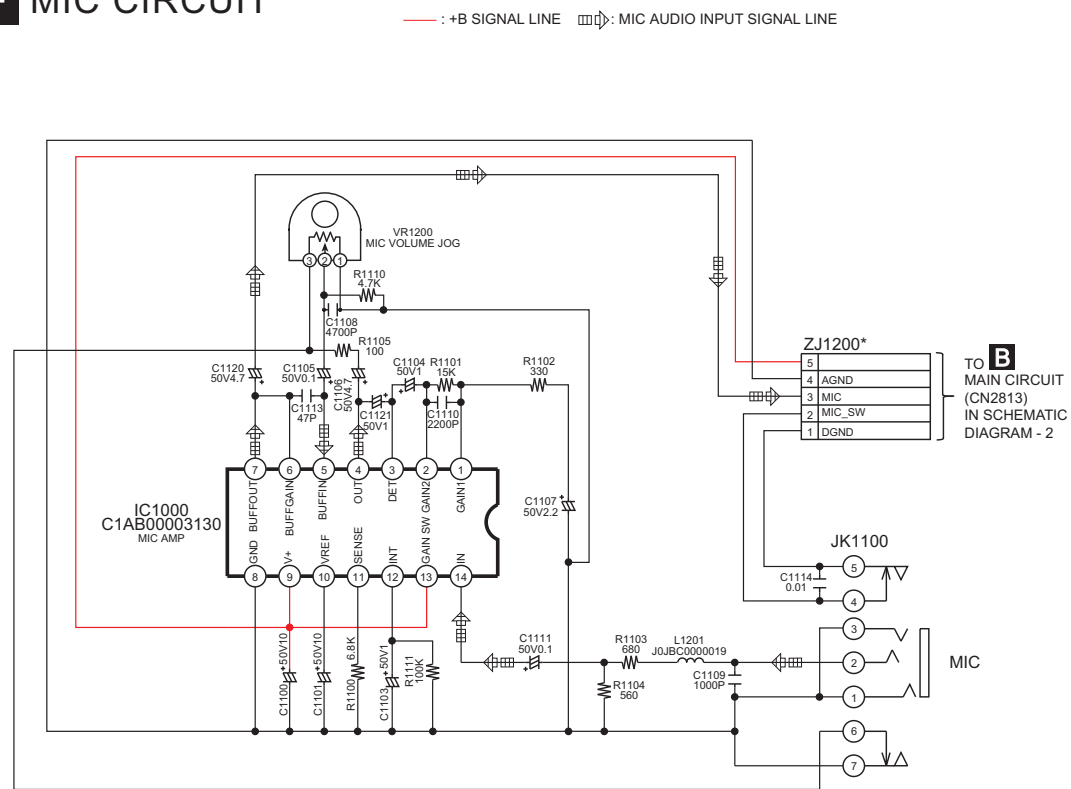 MIC CIRCUIT
: +B SIGNAL LINE
: MIC AUDIO INPUT SIGNAL LINE
VR1200
MIC VOLUME JOG
3 2 1
R1110
4.7K
C1108
4700P
R1105
100
C1120
50V4.7
+
C1105
50V0.1
+
C1106
50V4.7
+
C1104
50V1
+
R1101
15K
R1102
330
C1113
47P
C1121
50V1
+
C1110
2200P
ZJ1200*
5
4 AGND
3 MIC
2 MIC_SW
1 DGND
TO B
MAIN CIRCUIT
(CN2813)
IN SCHEMATIC
DIAGRAM - 2
7 6 5 4 3 2 1
BUFFOUT
BUFFGAIN
BUFFIN
OUT
DET
GAIN2
GAIN1
IC1000
C1AB00003130
MIC AMP
GND
V+
VREF
SENSE
INT
GAIN SW
IN
8 9 10 11 12 13 14
C1107
50V2.2
+
JK1100
5
C1114
0.01
4
3
2
1
6
7
MIC
C1111
50V0.1
+
R1103
680
L1201
J0JBC0000019
R1104
560
C1109
1000P
C1100
+50V10
C1101
+50V10
R1100
6.8K
C1103
+50V1
R1111
100K